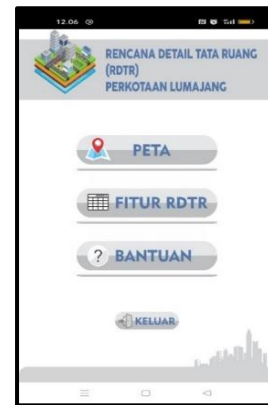 12.06
RENCANA DETAIL TATA RUANG
(RDTR)
PERKOTAAN LUMAJANG
PETA
FITUR RDTR
? BANTUAN
KELUAR